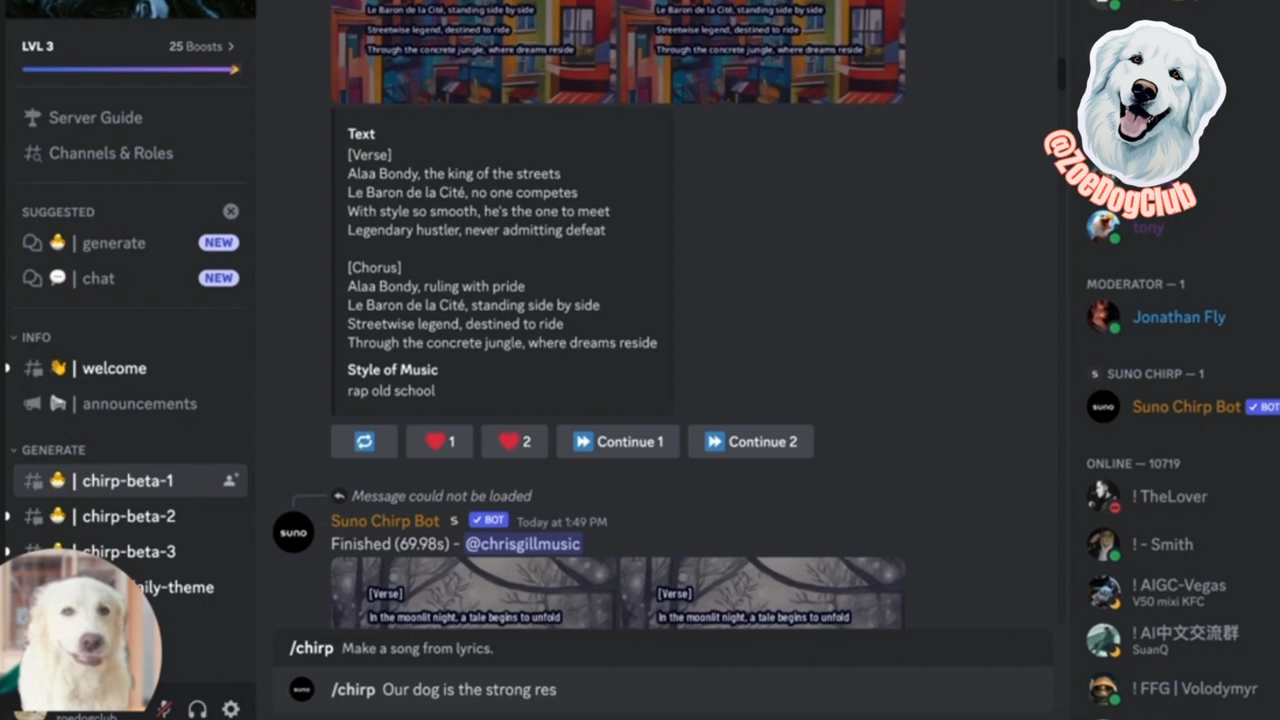 LVL 3
25 Boosts
Server Guide
Channels & Roles
SUGGESTED
generate NEW
chat NEW
INFO
welcome
announcements
GENERATE
chirp-beta-1
chirp-beta-2
chirp-beta-3
aily-theme
zoedogclub
Le Baron de la Cité, standing side by side
Streetwise legend, destined to ride
Through the concrete jungle, where dreams reside
Le Baron de la Cité, standing side by side
Streetwise legend, destined to ride
Through the concrete jungle, where dreams reside
Text
[Verse]
Alaa Bondy, the king of the streets
Le Baron de la Cité, no one competes
With style so smooth, he's the one to meet
Legendary hustler, never admitting defeat
[Chorus]
Alaa Bondy, ruling with pride
Le Baron de la Cité, standing side by side
Streetwise legend, destined to ride
Through the concrete jungle, where dreams reside
Style of Music
rap old school
1
2
Continue 1
Continue 2
Message could not be loaded
suno
Suno Chirp Bot S BOT Today at 1:49 PM
Finished (69.98s) - @chrisgillmusic
[Verse]
In the moonlit night, a tale begins to unfold
[Verse]
In the moonlit night, a tale begins to unfold
/chirp Make a song from lyrics.
suno
/chirp Our dog is the strong res
@ZoeDogClub
tony
MODERATOR — 1
Jonathan Fly
S SUNO CHIRP — 1
suno
Suno Chirp Bot BOT
ONLINE — 10719
! TheLover
! - Smith
! AIGC-Vegas
V50 mixi KFC
! AI中文交流群
SuanQ
! FFG | Volodymyr